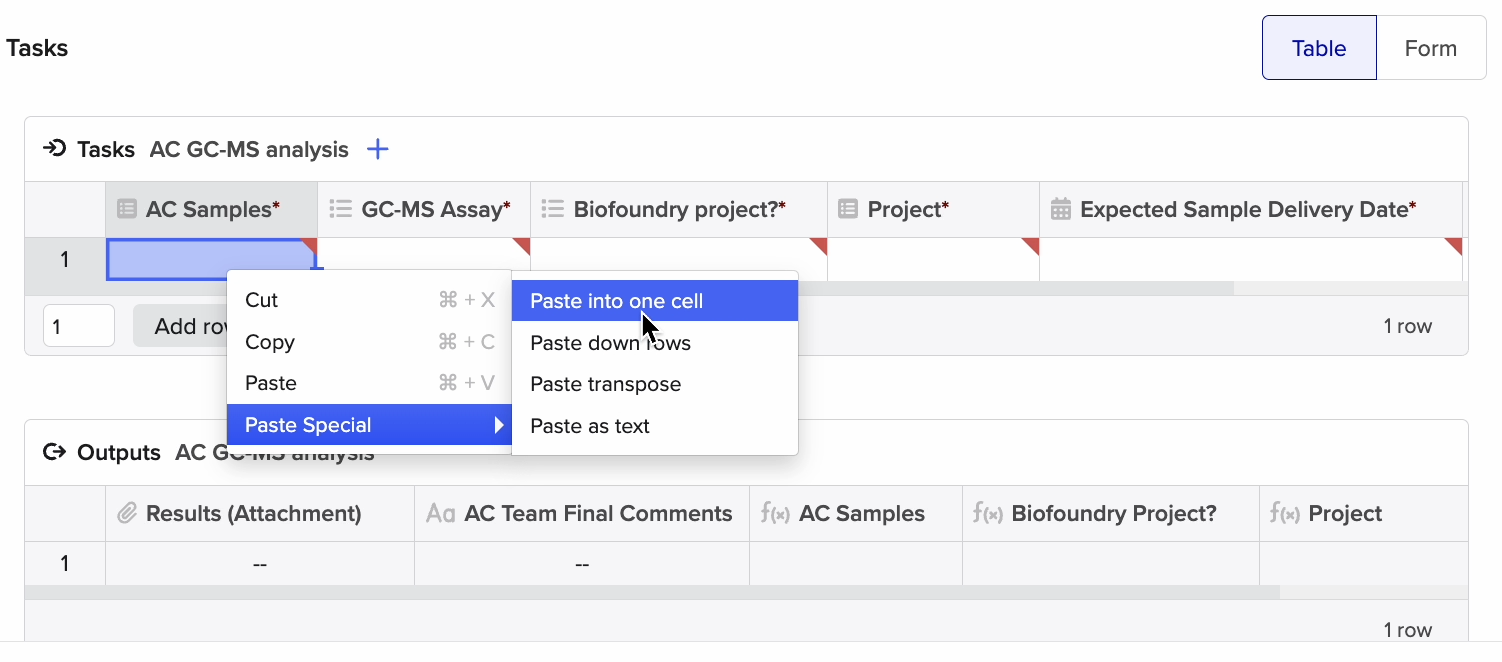 Tasks
Table Form
Tasks AC GC-MS analysis +
AC Samples* GC-MS Assay* Biofoundry project?* Project* Expected Sample Delivery Date*
1
1 Add row 1 row
Cut ⌘ + X
Copy ⌘ + C
Paste ⌘ + V
Paste Special
Paste into one cell
Paste down rows
Paste transpose
Paste as text
Outputs AC GC-MS analysis
Results (Attachment) Aa AC Team Final Comments f(x) AC Samples f(x) Biofoundry Project? f(x) Project
1 -- --
1 row